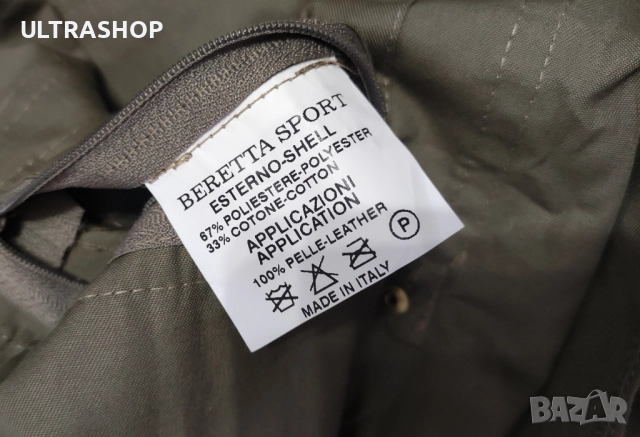 ULTRASHOP
BERETTA SPORT
ESTERNO-SHELL
67% POLIESTERE-POLYESTER
33% COTONE-COTTON
APPLICAZIONI
APPLICATION
100% PELLE-LEATHER
P
MADE IN ITALY
BAZAR